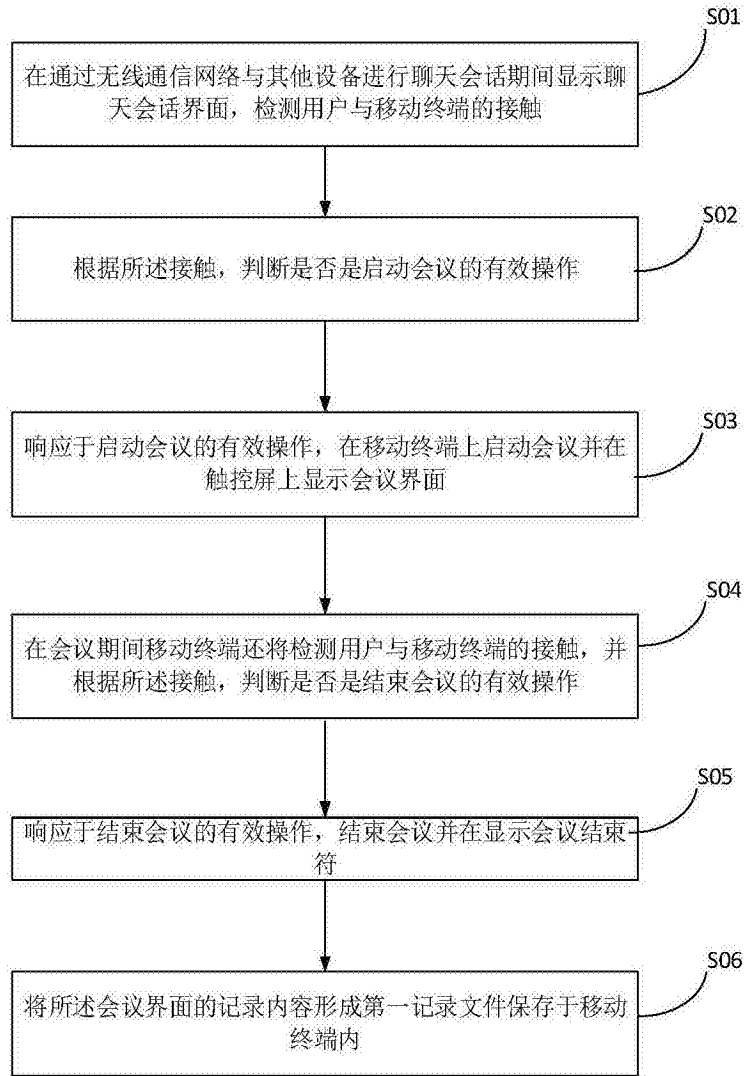 S01
在通过无线通信网络与其他设备进行聊天会话期间显示聊
天会话界面，检测用户与移动终端的接触
S02
根据所述接触，判断是否是启动会议的有效操作
S03
响应于启动会议的有效操作，在移动终端上启动会议并在
触控屏上显示会议界面
S04
在会议期间移动终端还将检测用户与移动终端的接触，并
根据所述接触，判断是否是结束会议的有效操作
S05
响应于结束会议的有效操作，结束会议并在显示会议结束
符
S06
将所述会议界面的记录内容形成第一记录文件保存于移动
终端内